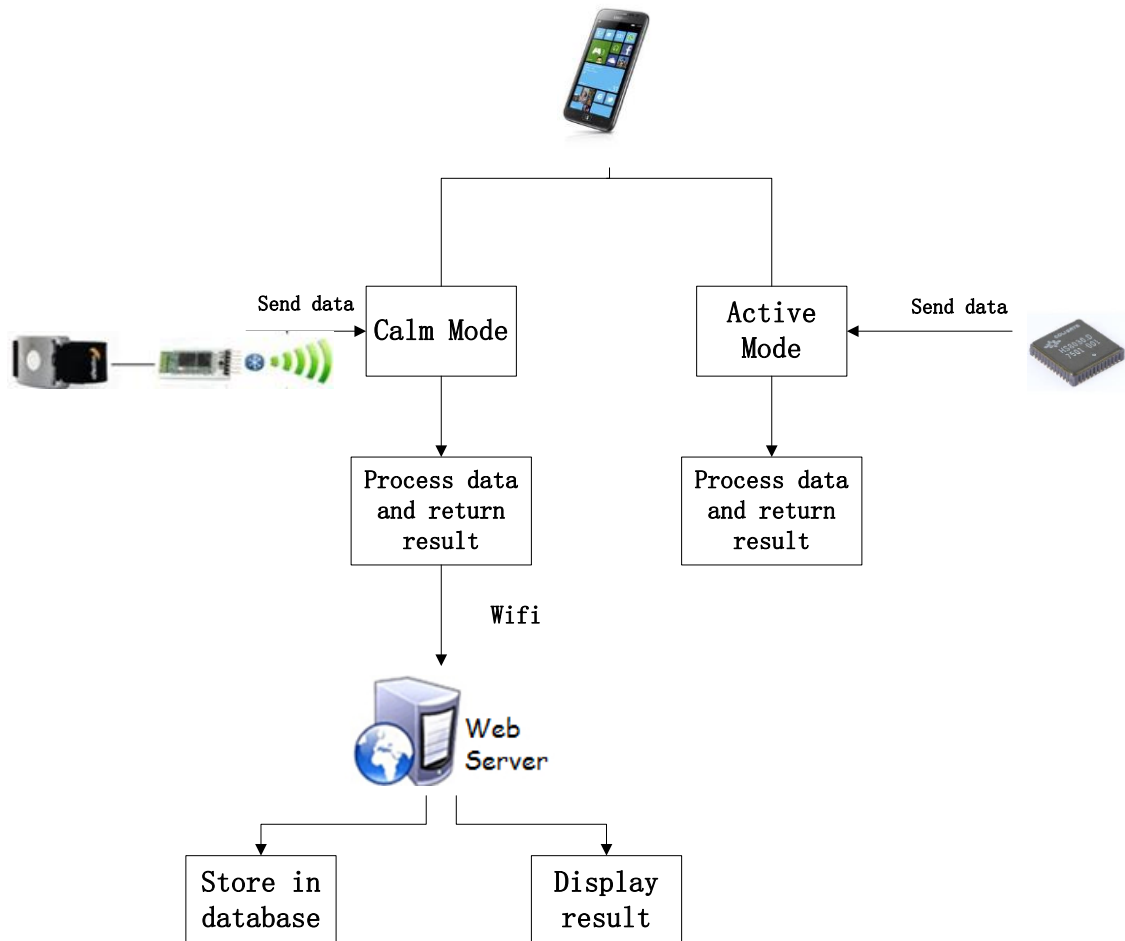 Send data
Calm Mode
Active
Mode
Send data
Process data
and return
result
Process data
and return
result
Wifi
Web
Server
Store in
database
Display
result